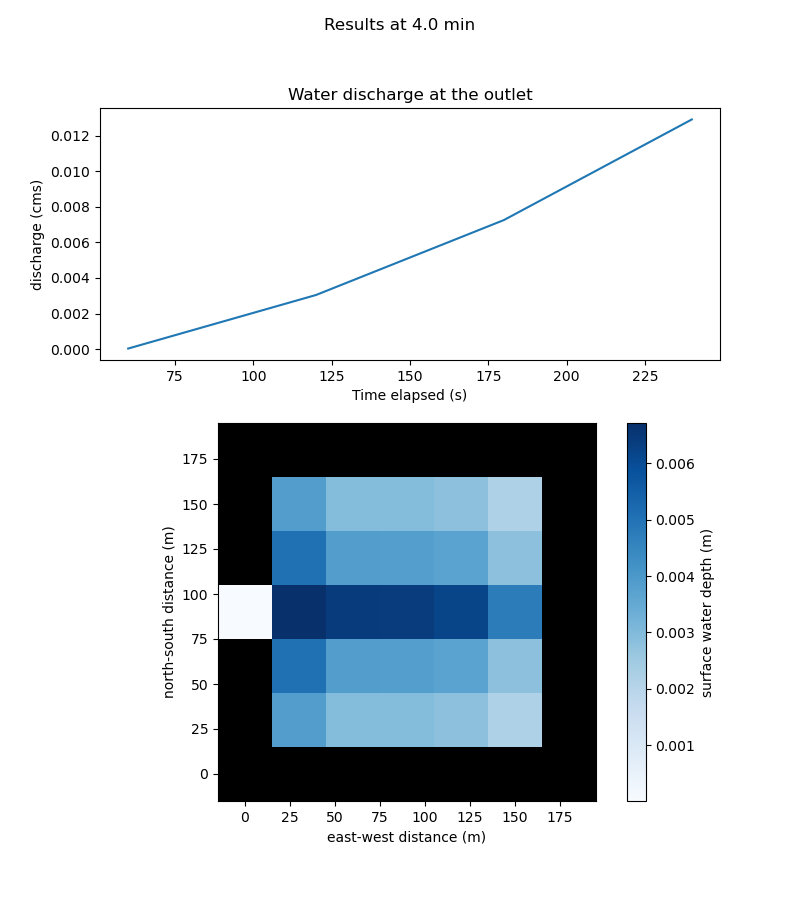 Results at 4.0 min
Water discharge at the outlet
0.012
0.010
0.008
0.006
0.004
0.002
0.000
discharge (cms)
75 100 125 150 175 200 225
Time elapsed (s)
175
150
125
100
75
50
25
0
north-south distance (m)
0 25 50 75 100 125 150 175
east-west distance (m)
0.006
0.005
0.004
0.003
0.002
0.001
surface water depth (m)